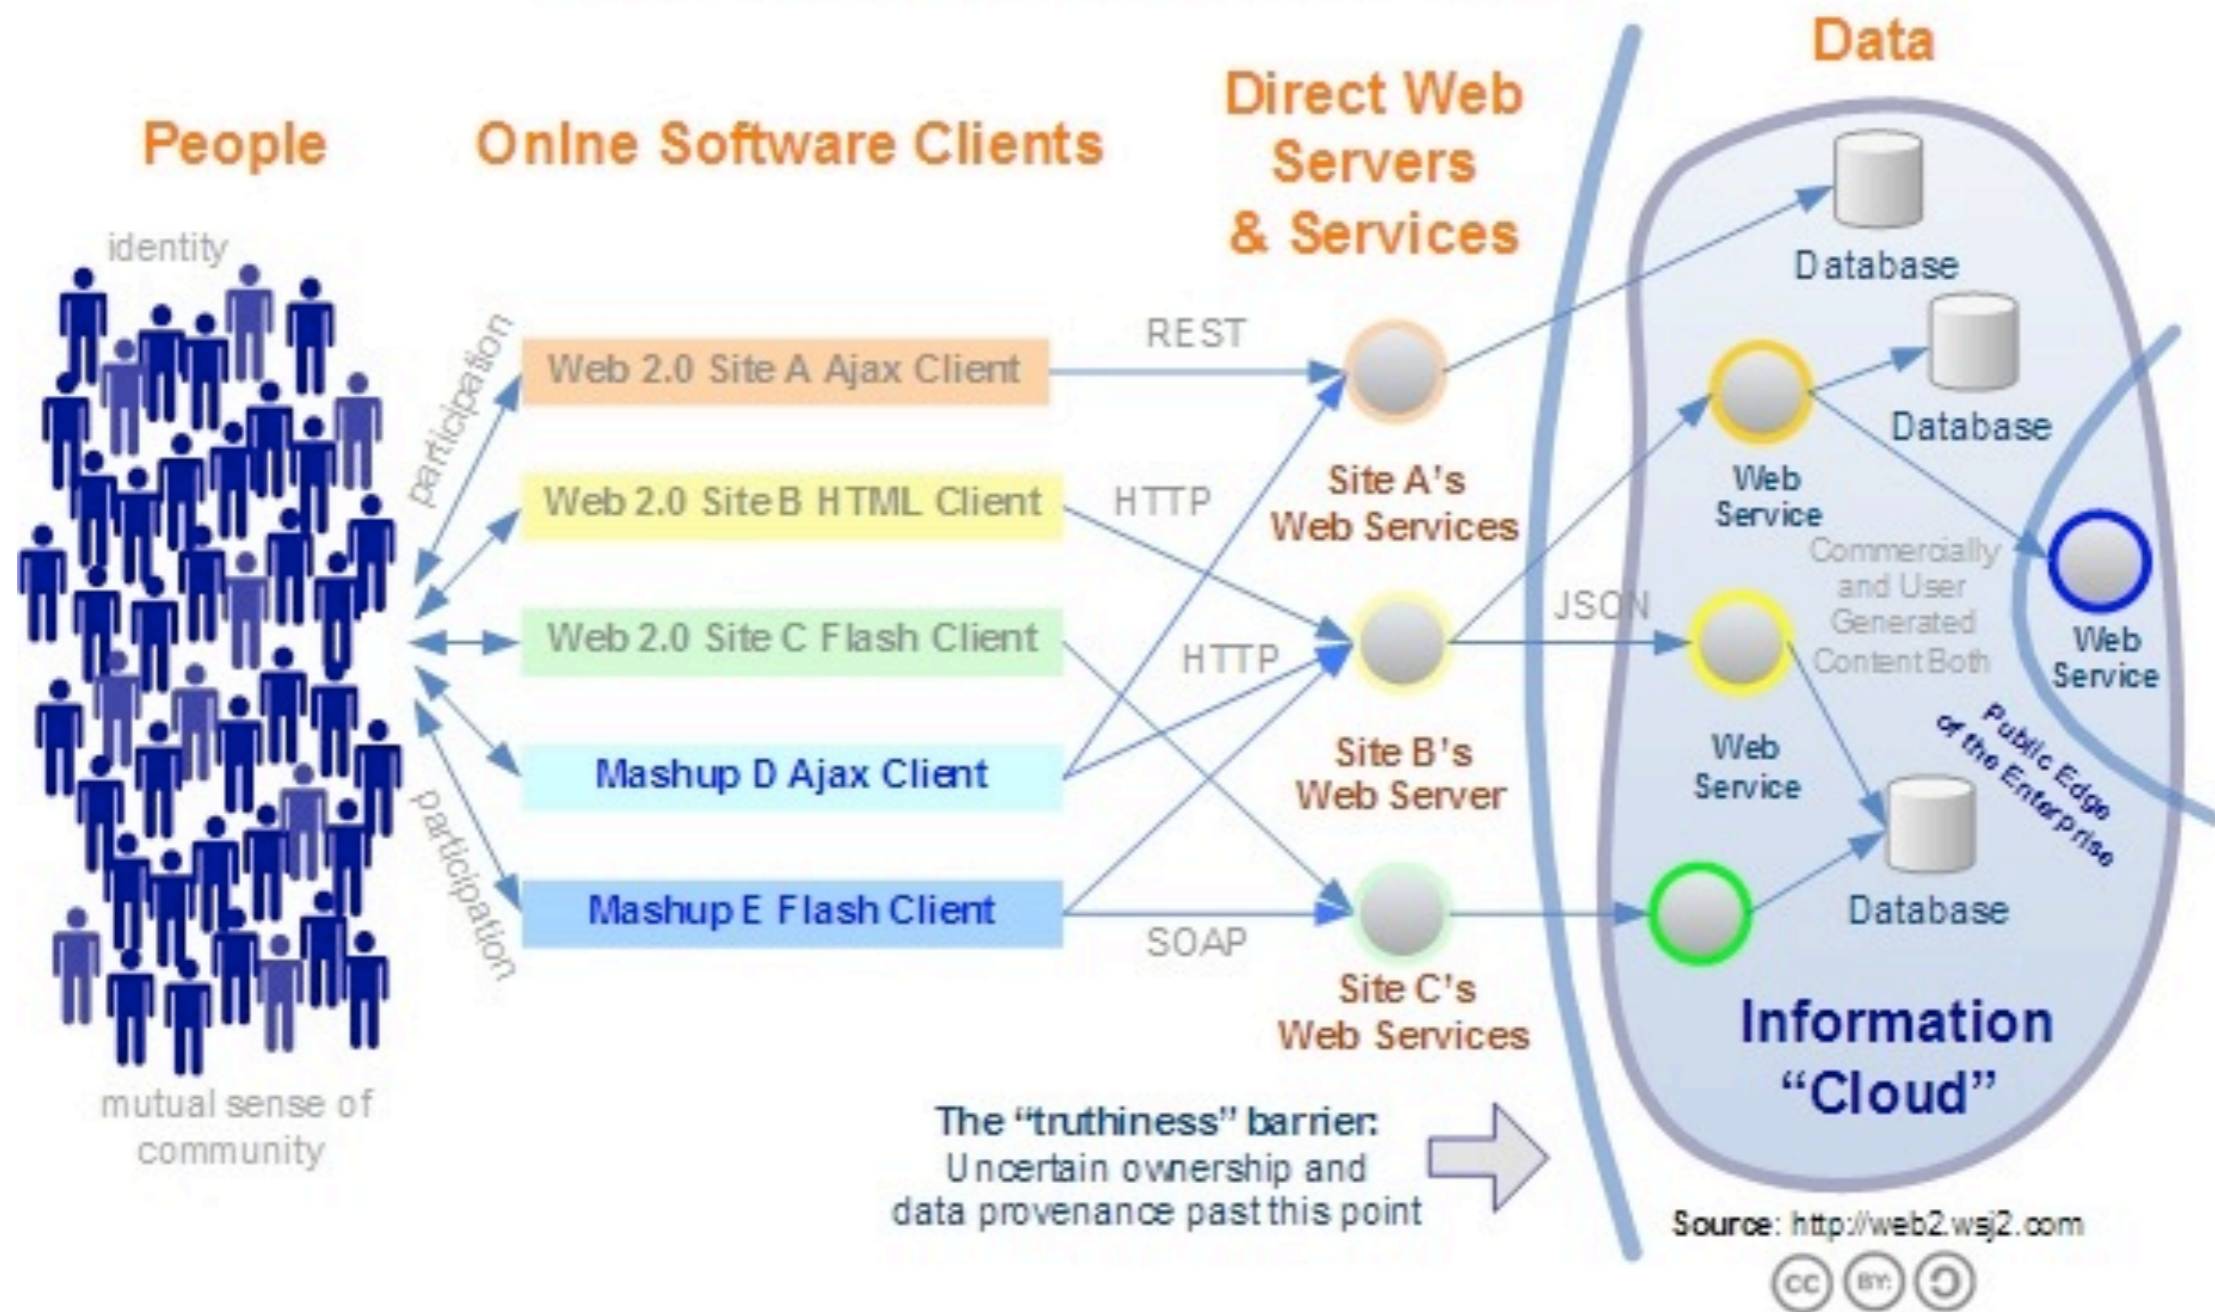 People
Onlne Software Clients
Direct Web
Servers
& Services
Data
identity
participation
participation
mutual sense of
community
Web 2.0 Site A Ajax Client
Web 2.0 Site B HTML Client
Web 2.0 Site C Flash Client
Mashup D Ajax Client
Mashup E Flash Client
REST
HTTP
HTTP
SOAP
Site A's
Web Services
Site B's
Web Server
Site C's
Web Services
JSON
Database
Database
Web
Service
Commercially
and User
Generated
Content Both
Web
Service
Web
Service
Public Edge
of the Enterprise
Database
Information
“Cloud”
The “truthiness” barrier:
Uncertain ownership and
data provenance past this point
Source: http://web2.wsj2.com
cc BY: